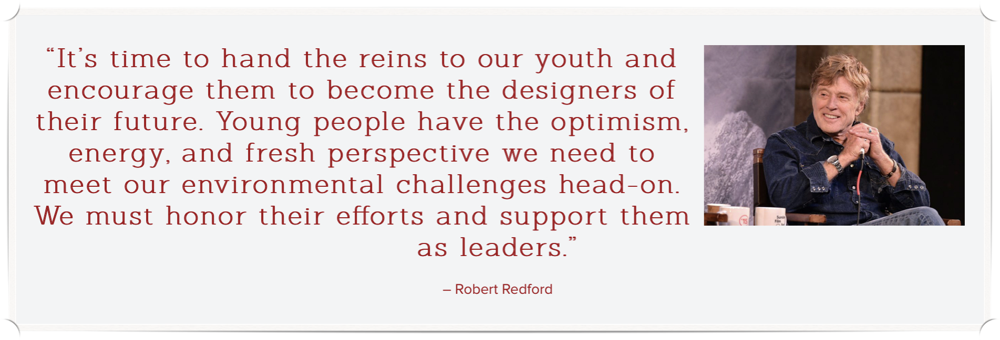 “It’s time to hand the reins to our youth and
encourage them to become the designers of
their future. Young people have the optimism,
energy, and fresh perspective we need to
meet our environmental challenges head-on.
We must honor their efforts and support them
as leaders.”
– Robert Redford
'15
Film